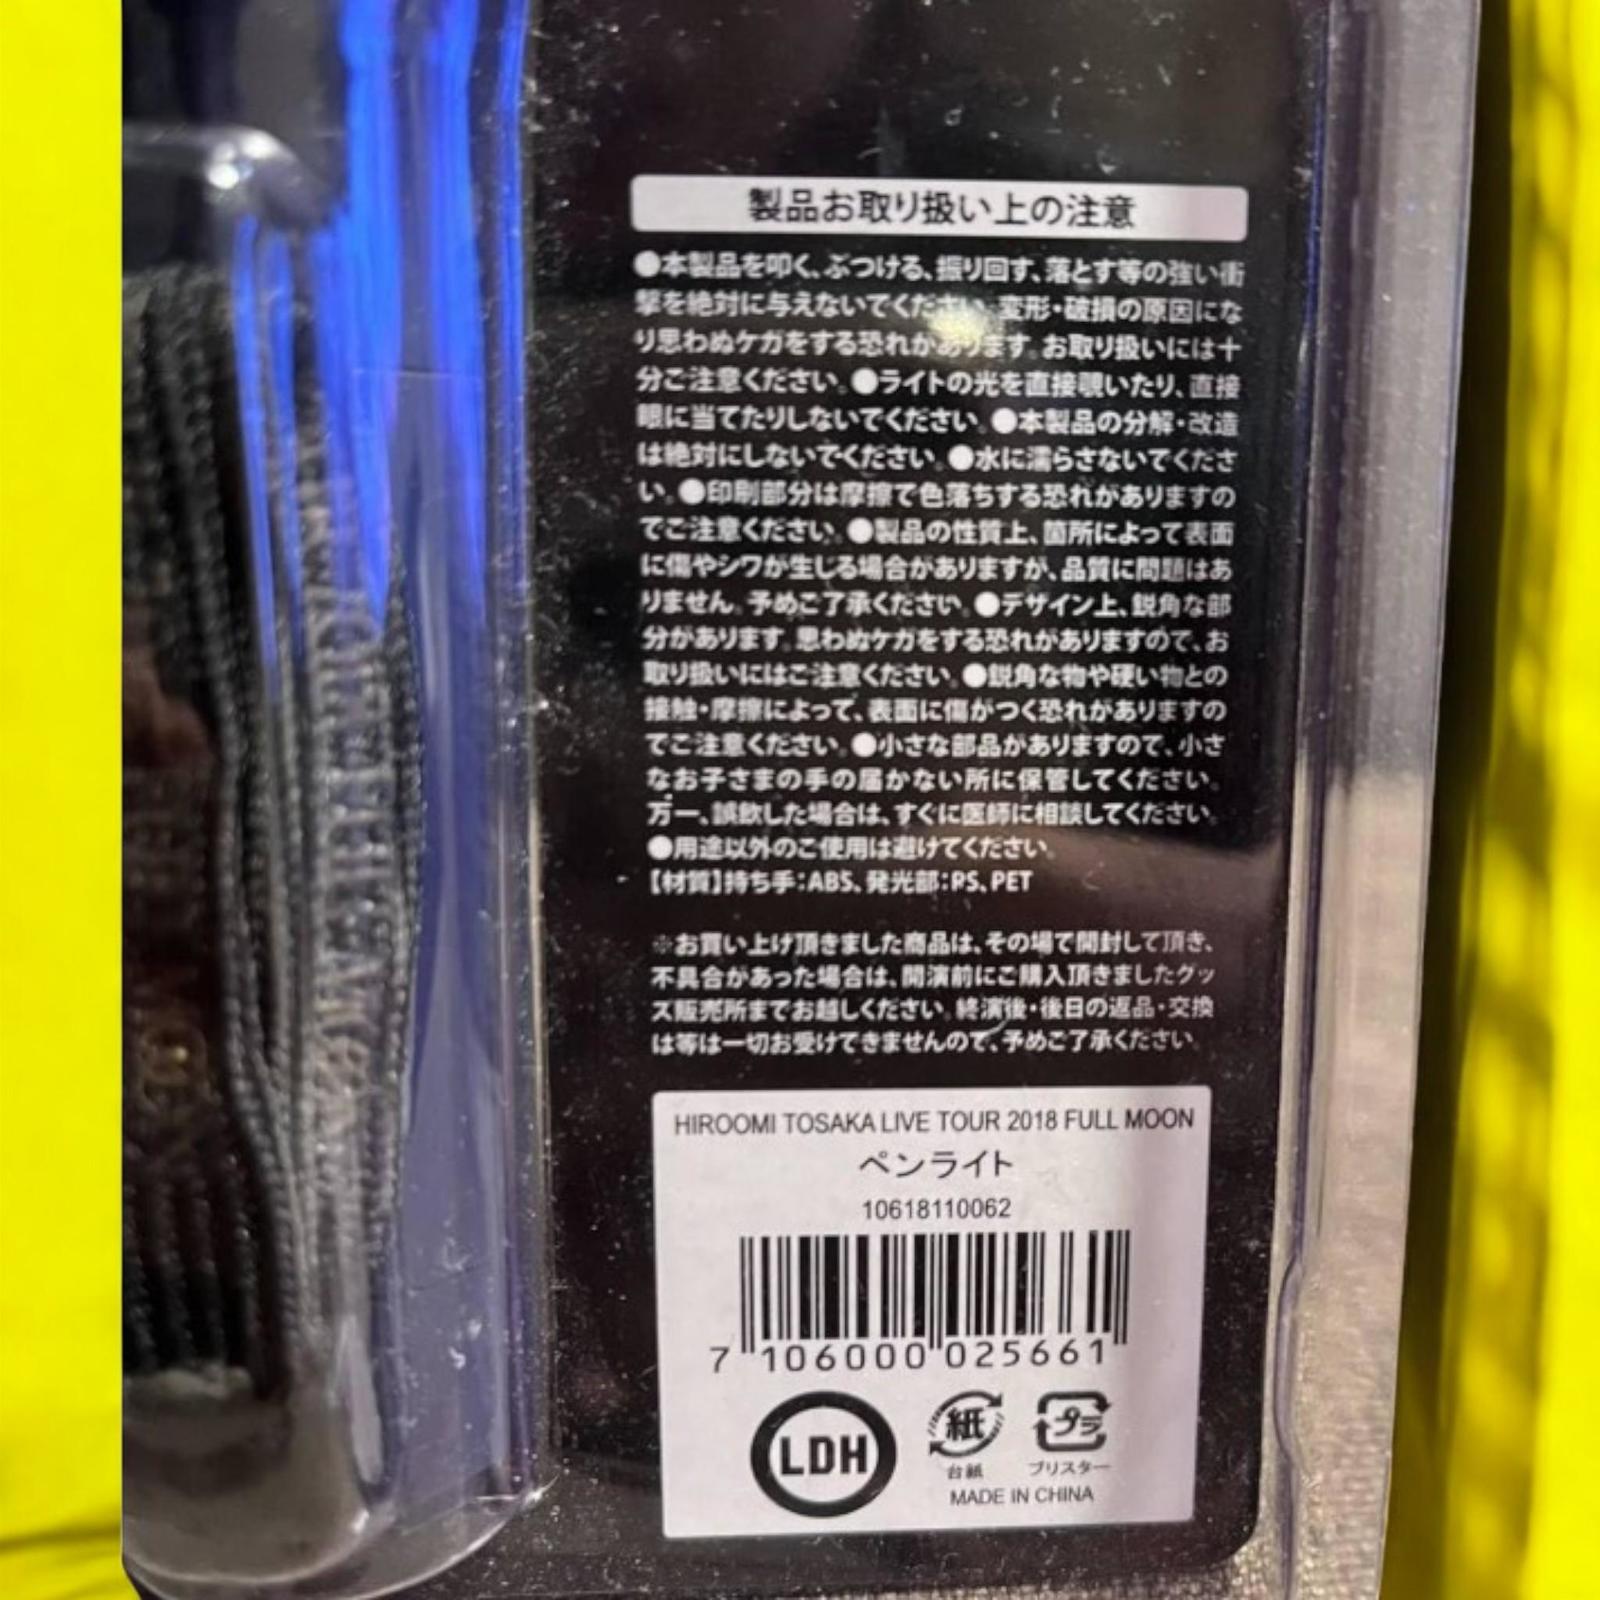 製品お取り扱い上の注意
●本製品を叩く、ぶつける、振り回す、落とす等の強い衝
撃を絶対に与えないでください。変形・破損の原因にな
り思わぬケガをする恐れがあります。お取り扱いには十
分ご注意ください。●ライトの光を直接覗いたり、直接
眼に当てたりしないでください。●本製品の分解・改造
は絶対にしないでください。●水に濡らさないでくださ
い。●印刷部分は摩擦で色落ちする恐れがありますの
でご注意ください。●製品の性質上、箇所によって表面
に傷やシワが生じる場合がありますが、品質に問題はあ
りません。予めご了承ください。●デザイン上、鋭角な部
分があります。思わぬケガをする恐れがありますので、お
取り扱いにはご注意ください。●鋭角な物や硬い物との
接触・摩擦によって、表面に傷がつく恐れがありますの
でご注意ください。●小さな部品がありますので、小さ
なお子さまの手の届かない所に保管してください。
万一、誤飲した場合は、すぐに医師に相談してください。
●用途以外のご使用は避けてください。
【材質】持ち手：ABS、発光部：PS、PET
※お買い上げ頂きました商品は、その場で開封して頂き、
不具合があった場合は、開演前にご購入頂きましたグッ
ズ販売所までお越しください。終演後・後日の返品・交換
は等は一切お受けできませんので、予めご了承ください。
HIROOMI TOSAKA LIVE TOUR 2018 FULL MOON
ペンライト
10618110062
7 106000 025661
LDH 紙 プラ
台紙 ブリスター
MADE IN CHINA